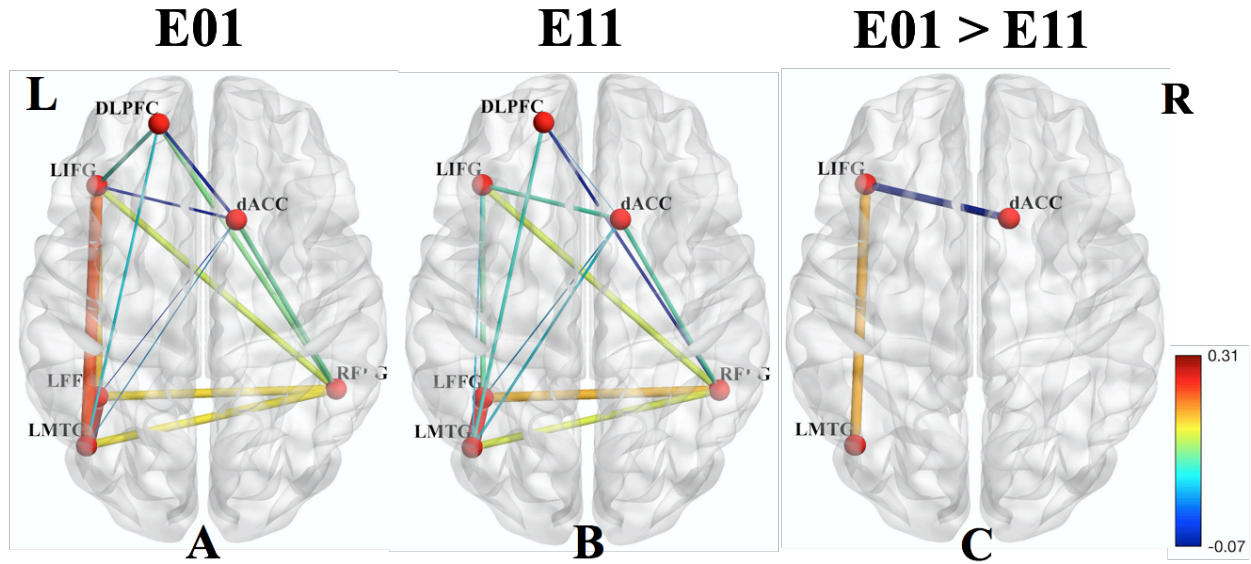 E01
E11
E01 > E11
L
R
DLPFC
LIFG
dACC
LMTG
A
DLPFC
LIFG
dACC
LFFG
LMTG
B
LIFG
dACC
LMTG
C
0.31
-0.07